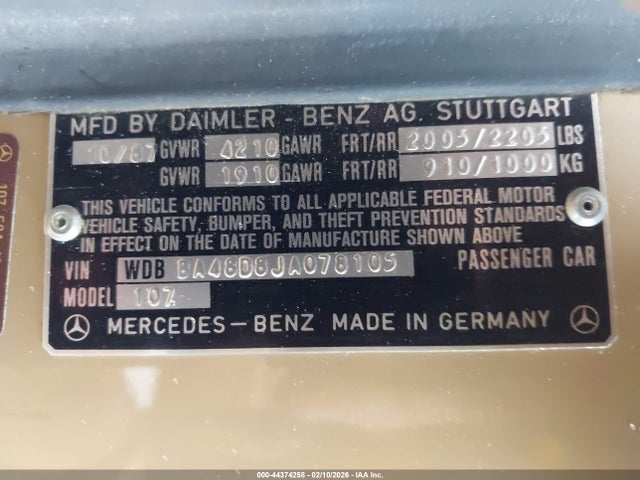 MFD BY DAIMLER - BENZ AG. STUTTGART
10/87 GVWR 4210 GAWR FRT/RR 2005/2205 LBS
GVWR 1910 GAWR FRT/RR 910/1000 KG
THIS VEHICLE CONFORMS TO ALL APPLICABLE FEDERAL MOTOR
VEHICLE SAFETY, BUMPER, AND THEFT PREVENTION STANDARDS
IN EFFECT ON THE DATE OF MANUFACTURE SHOWN ABOVE
VIN WDB BA48D8JA078105 PASSENGER CAR
MODEL 107
MERCEDES-BENZ MADE IN GERMANY
000-44374258 - 02/10/2026 - IAA Inc.